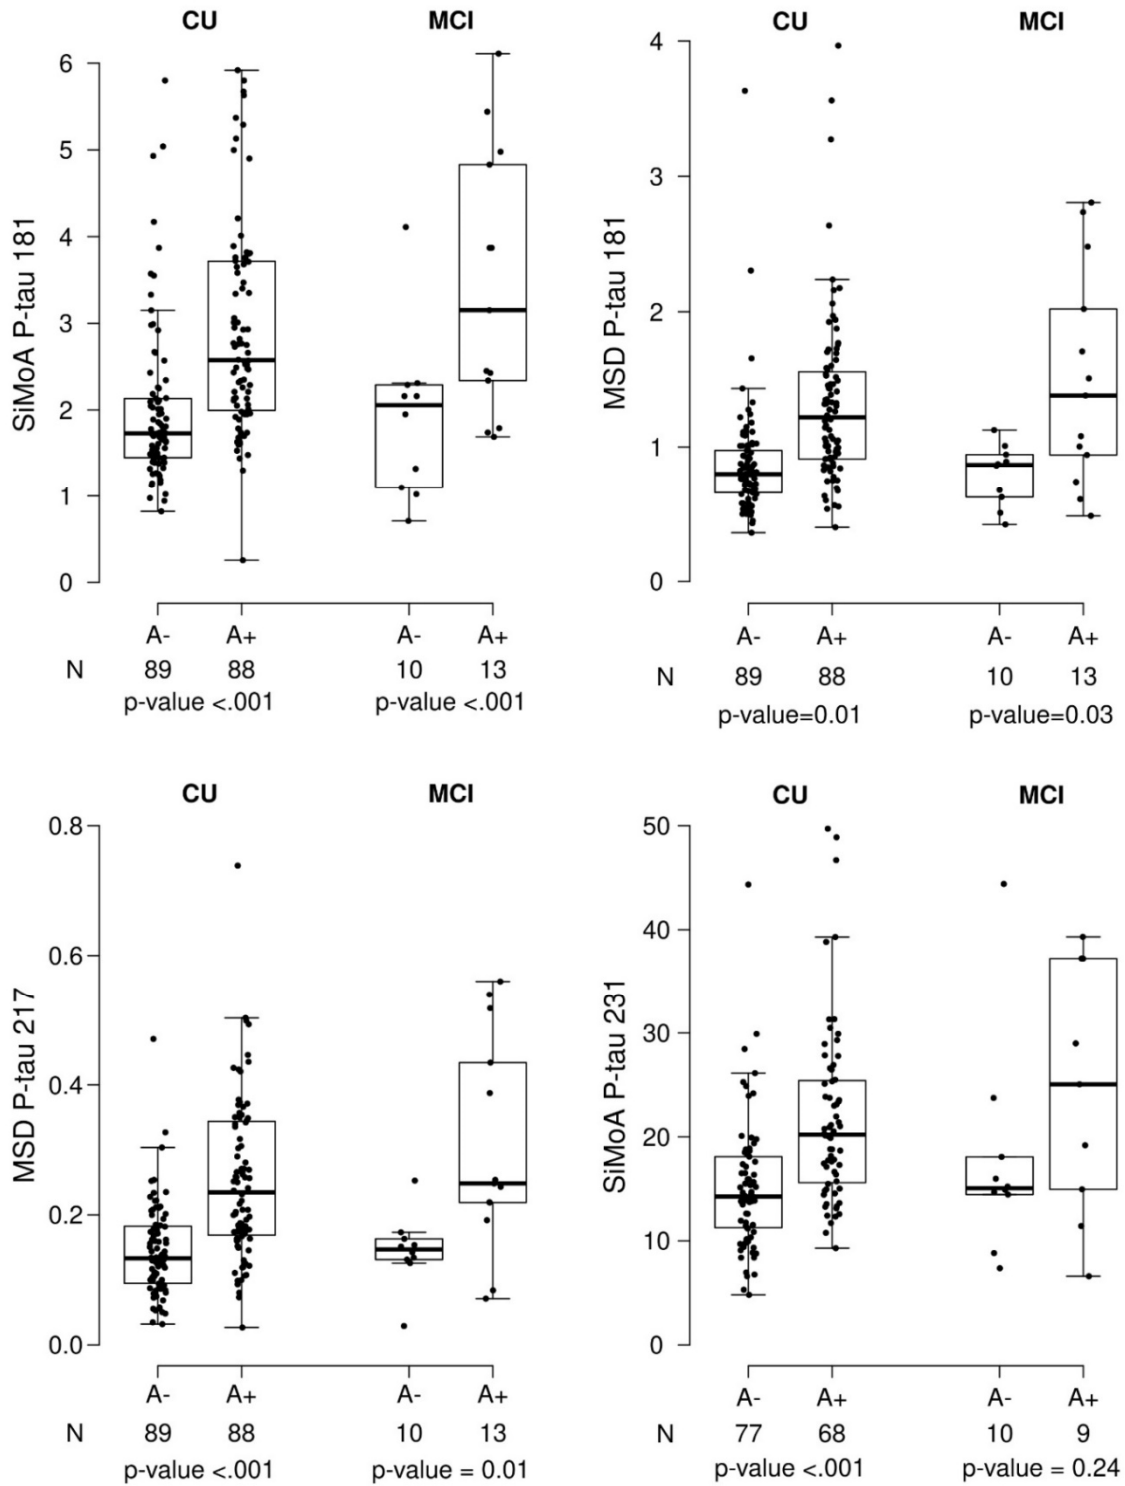 CU MCI
SiMoA P-tau 181
6
5
4
3
2
1
0
A- A+ A- A+
N 89 88 10 13
p-value <.001 p-value <.001
CU MCI
MSD P-tau 181
4
3
2
1
0
A- A+ A- A+
N 89 88 10 13
p-value=0.01 p-value=0.03
CU MCI
MSD P-tau 217
0.8
0.6
0.4
0.2
0.0
A- A+ A- A+
N 89 88 10 13
p-value <.001 p-value = 0.01
CU MCI
SiMoA P-tau 231
50
40
30
20
10
0
A- A+ A- A+
N 77 68 10 9
p-value <.001 p-value = 0.24